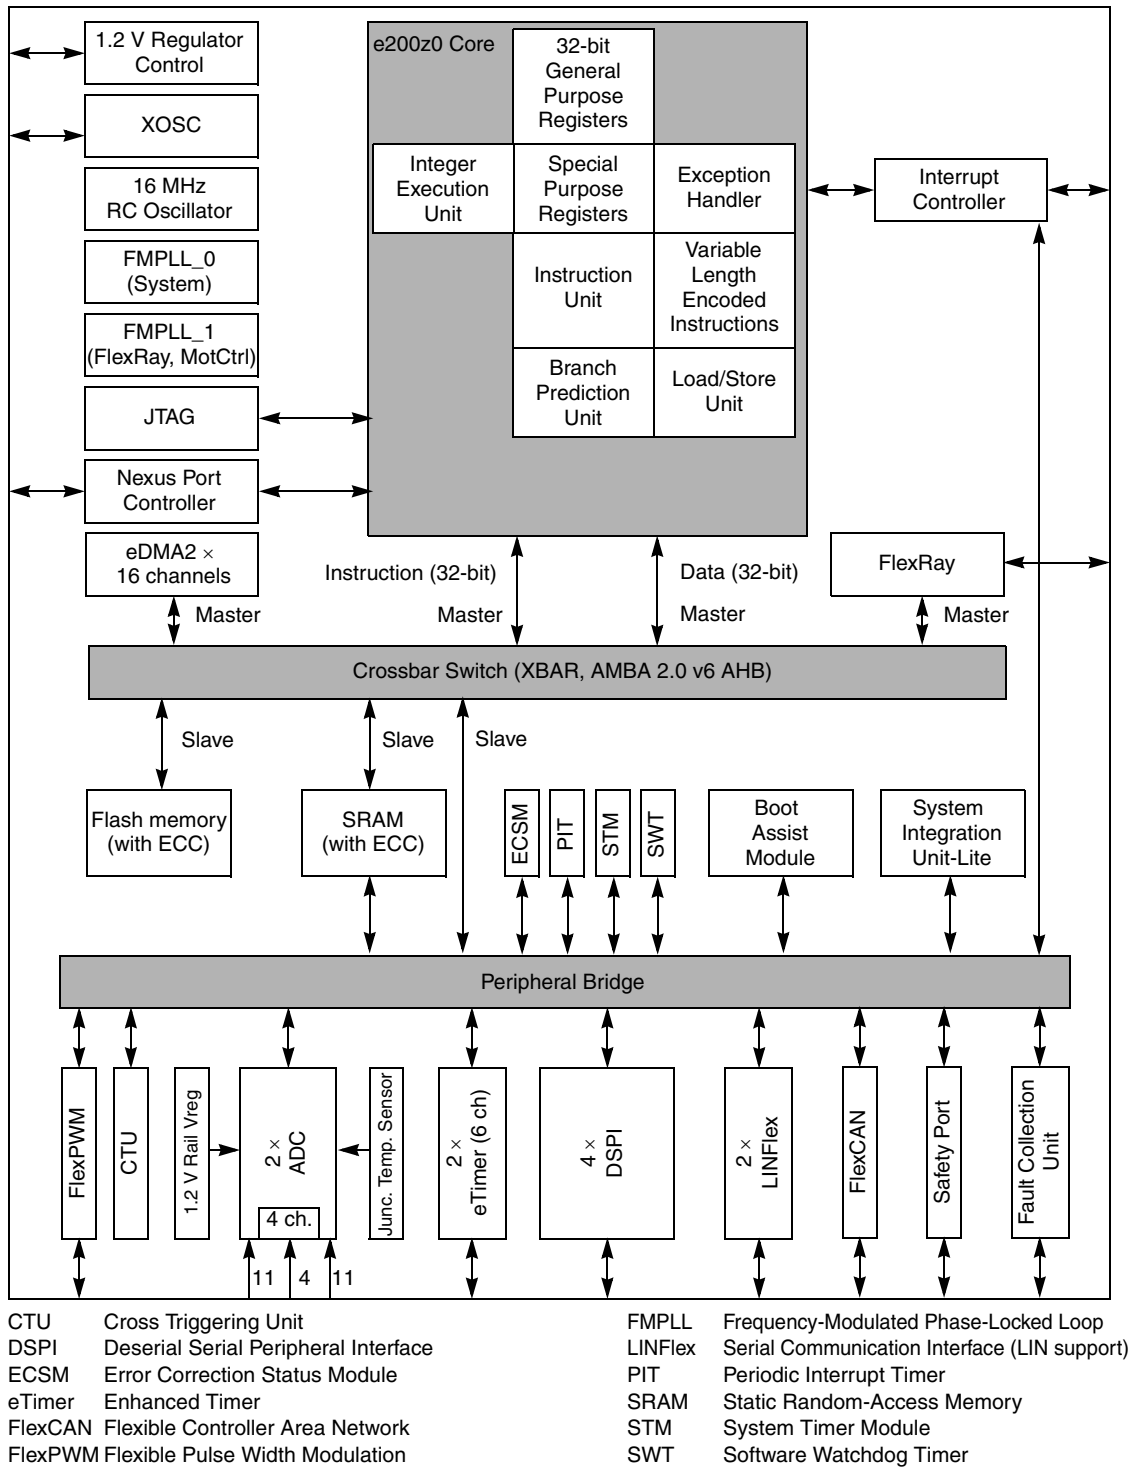 1.2 V Regulator
Control
XOSC
16 MHz
RC Oscillator
FMPLL_0
(System)
FMPLL_1
(FlexRay, MotCtrl)
JTAG
Nexus Port
Controller
eDMA2 ×
16 channels
e200z0 Core
32-bit
General
Purpose
Registers
Integer
Execution
Unit
Special
Purpose
Registers
Exception
Handler
Instruction
Unit
Variable
Length
Encoded
Instructions
Branch
Prediction
Unit
Load/Store
Unit
Interrupt
Controller
FlexRay
Instruction (32-bit)
Data (32-bit)
Master
Master
Master
Master
Crossbar Switch (XBAR, AMBA 2.0 v6 AHB)
Slave
Slave
Slave
Flash memory
(with ECC)
SRAM
(with ECC)
ECSM
PIT
STM
SWT
Boot
Assist
Module
System
Integration
Unit-Lite
Peripheral Bridge
FlexPWM
CTU
1.2 V Rail Vreg
2 ×
ADC
4 ch.
Junc. Temp. Sensor
2 ×
eTimer (6 ch)
4 ×
DSPI
2 ×
LINFlex
FlexCAN
Safety Port
Fault Collection
Unit
11
4
11
CTU Cross Triggering Unit
DSPI Deserial Serial Peripheral Interface
ECSM Error Correction Status Module
eTimer Enhanced Timer
FlexCAN Flexible Controller Area Network
FlexPWM Flexible Pulse Width Modulation
FMPLL Frequency-Modulated Phase-Locked Loop
LINFlex Serial Communication Interface (LIN support)
PIT Periodic Interrupt Timer
SRAM Static Random-Access Memory
STM System Timer Module
SWT Software Watchdog Timer